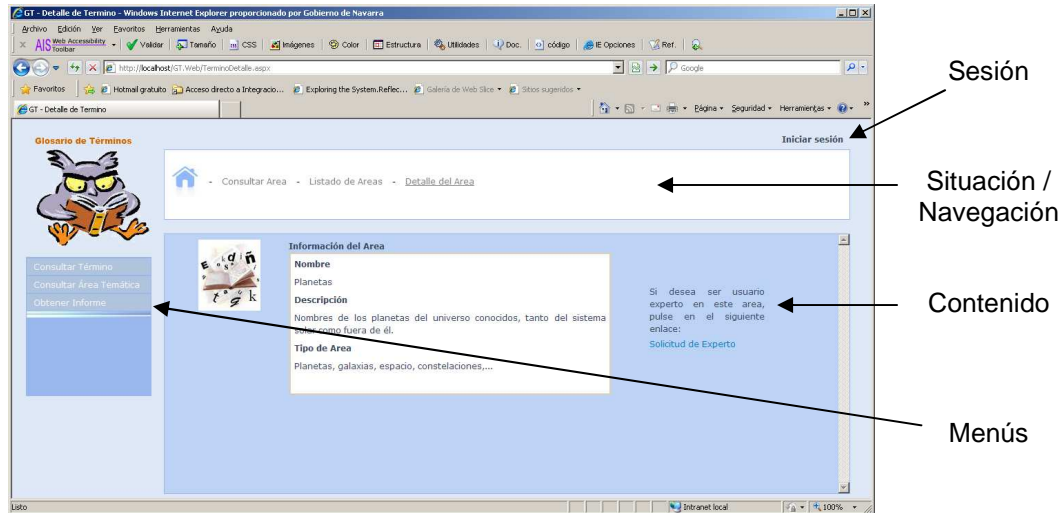 GT - Detalle de Termino - Windows Internet Explorer proporcionado por Gobierno de Navarra
Archivo Edición Ver Favoritos Herramientas Ayuda
AIS Web Accessibility Toolbar Validar Tamaño CSS Imágenes Color Estructura Utilidades Doc. código IE Opciones Ref.
http://localhost/GT.Web/TerminoDetalle.aspx Google
Favoritos Hotmail gratuito Acceso directo a Integracio... Exploring the System.Reflec... Galería de Web Slice Sitios sugeridos
GT - Detalle de Termino Página Seguridad Herramientas
Sesión
Glosario de Términos
Iniciar sesión
- Consultar Area - Listado de Areas - Detalle del Area
Situación /
Navegación
Consultar Término
Consultar Área Temática
Obtener Informe
E s d i ñ
a
t g k
Información del Area
Nombre
Planetas
Descripción
Nombres de los planetas del universo conocidos, tanto del sistema
solar como fuera de él.
Tipo de Area
Planetas, galaxias, espacio, constelaciones,...
Si desea ser usuario
experto en este area,
pulse en el siguiente
enlace:
Solicitud de Experto
Contenido
Menús
Listo Intranet local 100%